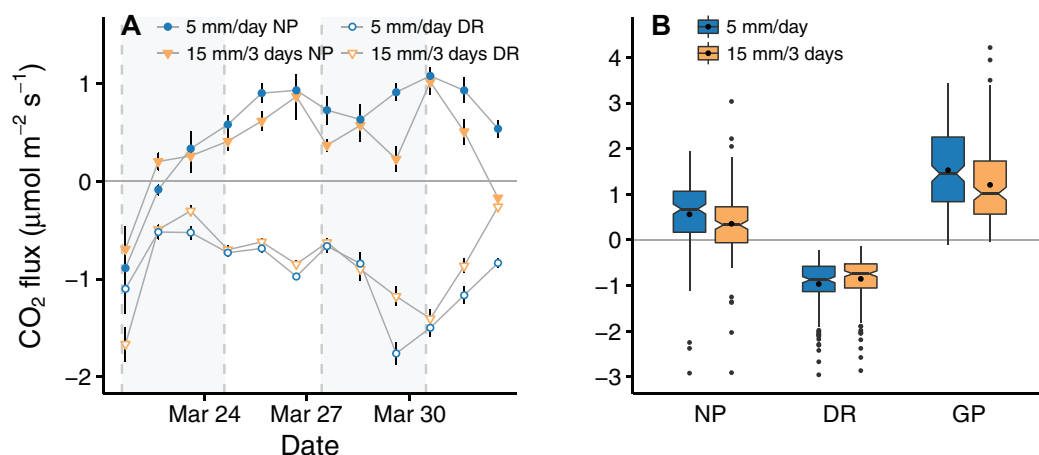 A
5 mm/day NP
5 mm/day DR
15 mm/3 days NP
15 mm/3 days DR
CO2 flux (μmol m−2 s−1)
1
0
−1
−2
Mar 24
Mar 27
Mar 30
Date
B
5 mm/day
15 mm/3 days
4
3
2
1
0
−1
−2
−3
NP
DR
GP